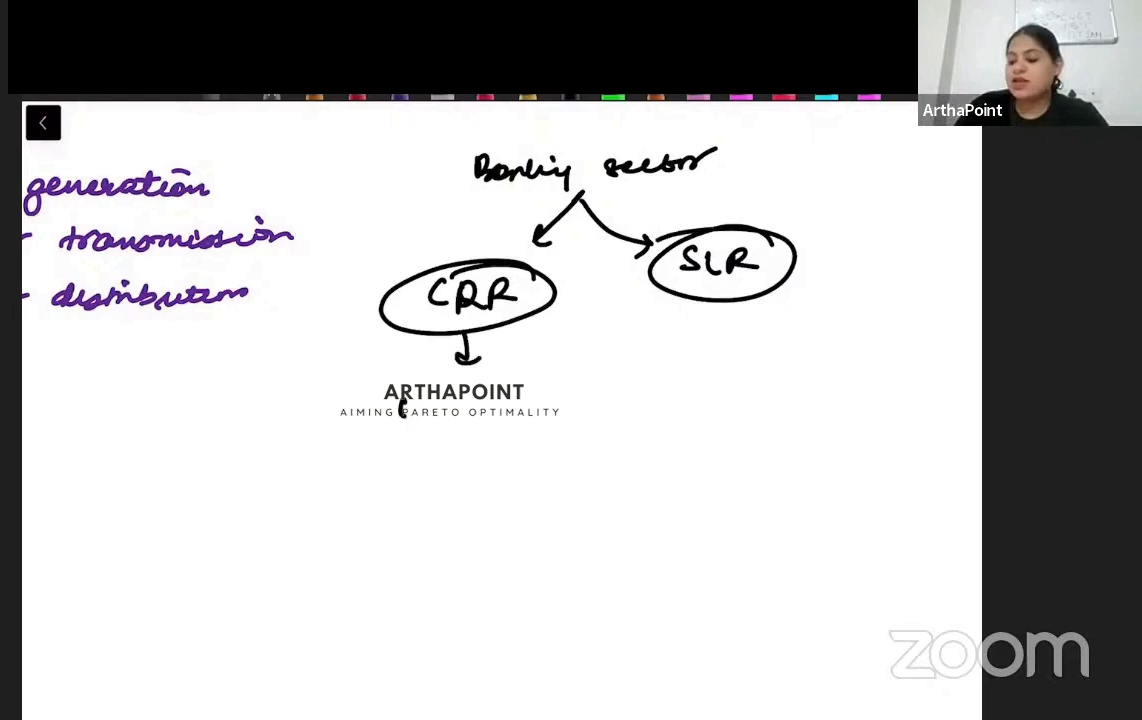 ArthaPoint
Banking sector
generation
- transmission
- distribution
CRR
SLR
ARTHAPOINT
AIMING PARETO OPTIMALITY
zoom